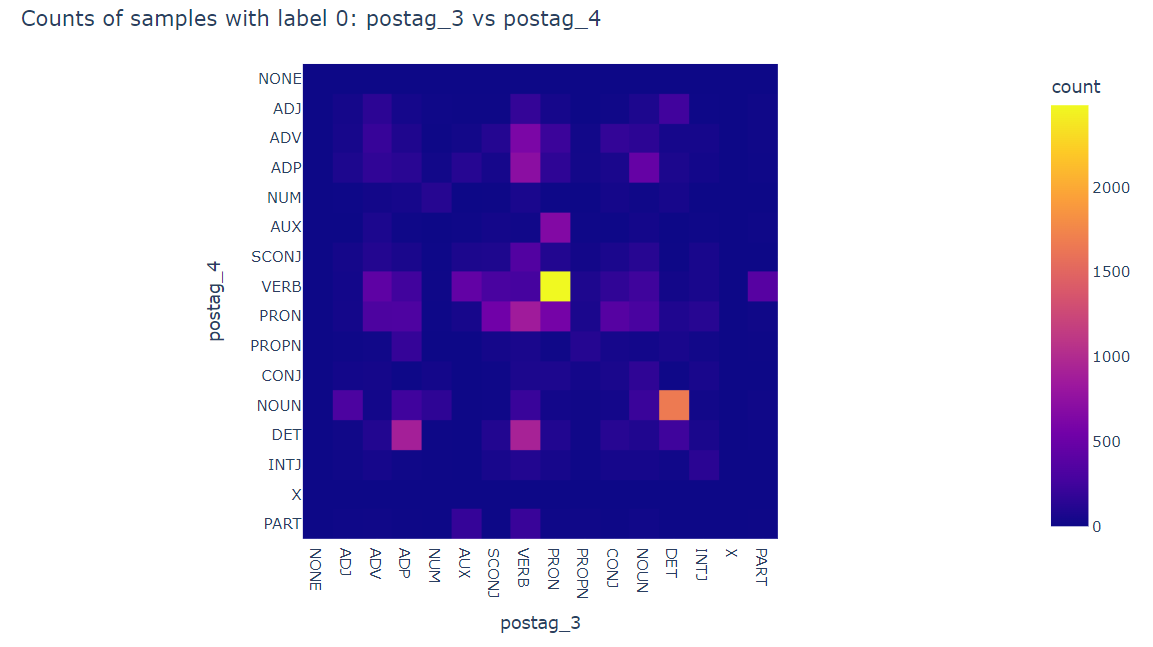 Counts of samples with label 0: postag_3 vs postag_4
count
NONE
ADJ
ADV
ADP
NUM
AUX
SCONJ
VERB
PRON
PROPN
CONJ
NOUN
DET
INTJ
X
PART
postag_4
NONE
ADJ
ADV
ADP
NUM
AUX
SCONJ
VERB
PRON
PROPN
CONJ
NOUN
DET
INTJ
X
PART
postag_3
2000
1500
1000
500
0